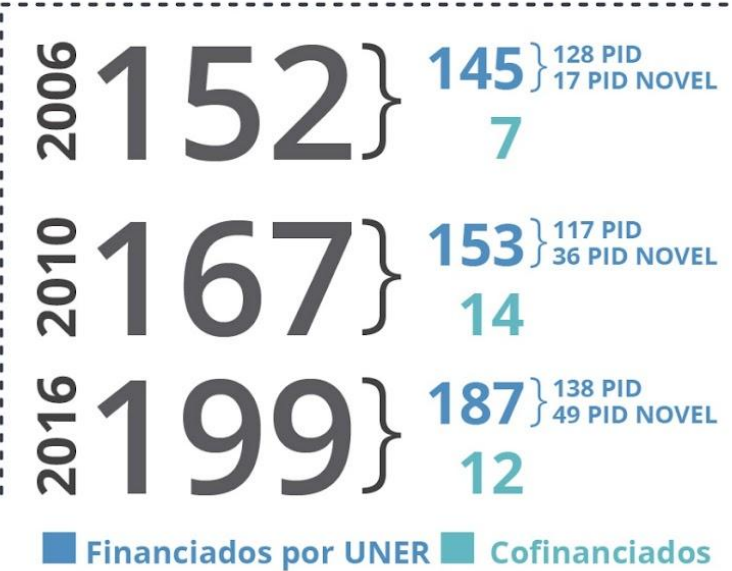 2006
152
145
128 PID
17 PID NOVEL
7
2010
167
153
117 PID
36 PID NOVEL
14
2016
199
187
138 PID
49 PID NOVEL
12
Financiados por UNER
Cofinanciados